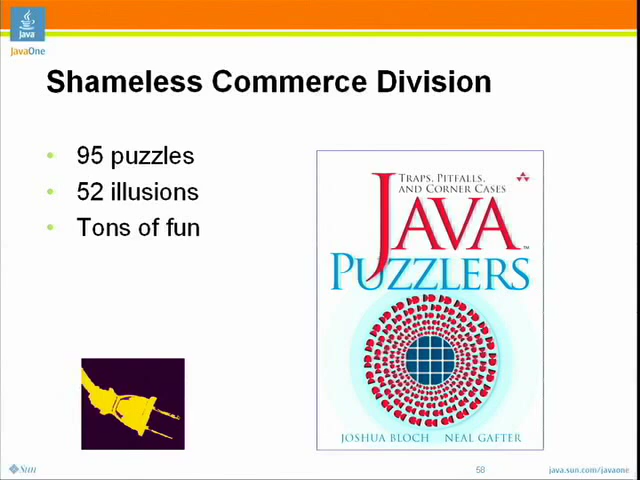 Java
JavaOne
Shameless Commerce Division
• 95 puzzles
• 52 illusions
• Tons of fun
TRAPS, PITFALLS,
AND CORNER CASES
JAVA™
PUZZLERS
JOSHUA BLOCH NEAL GAFTER
Sun
58
java.sun.com/javaone